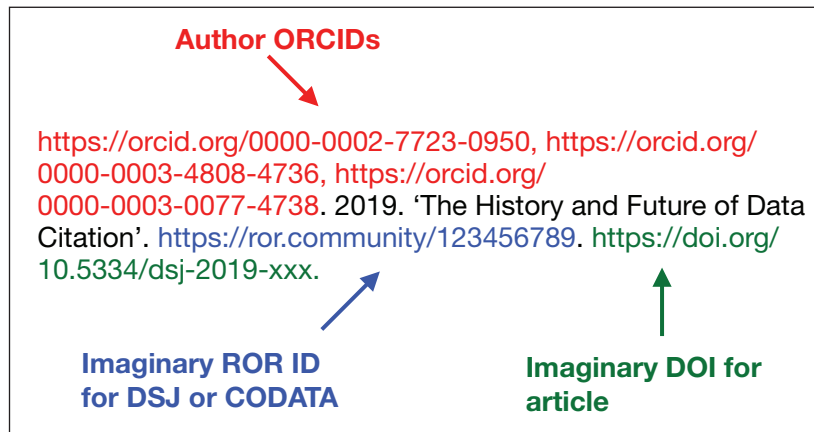 Author ORCIDs
https://orcid.org/0000-0002-7723-0950, https://orcid.org/
0000-0003-4808-4736, https://orcid.org/
0000-0003-0077-4738. 2019. ‘The History and Future of Data
Citation’. https://ror.community/123456789. https://doi.org/
10.5334/dsj-2019-xxx.
Imaginary ROR ID
for DSJ or CODATA
Imaginary DOI for
article